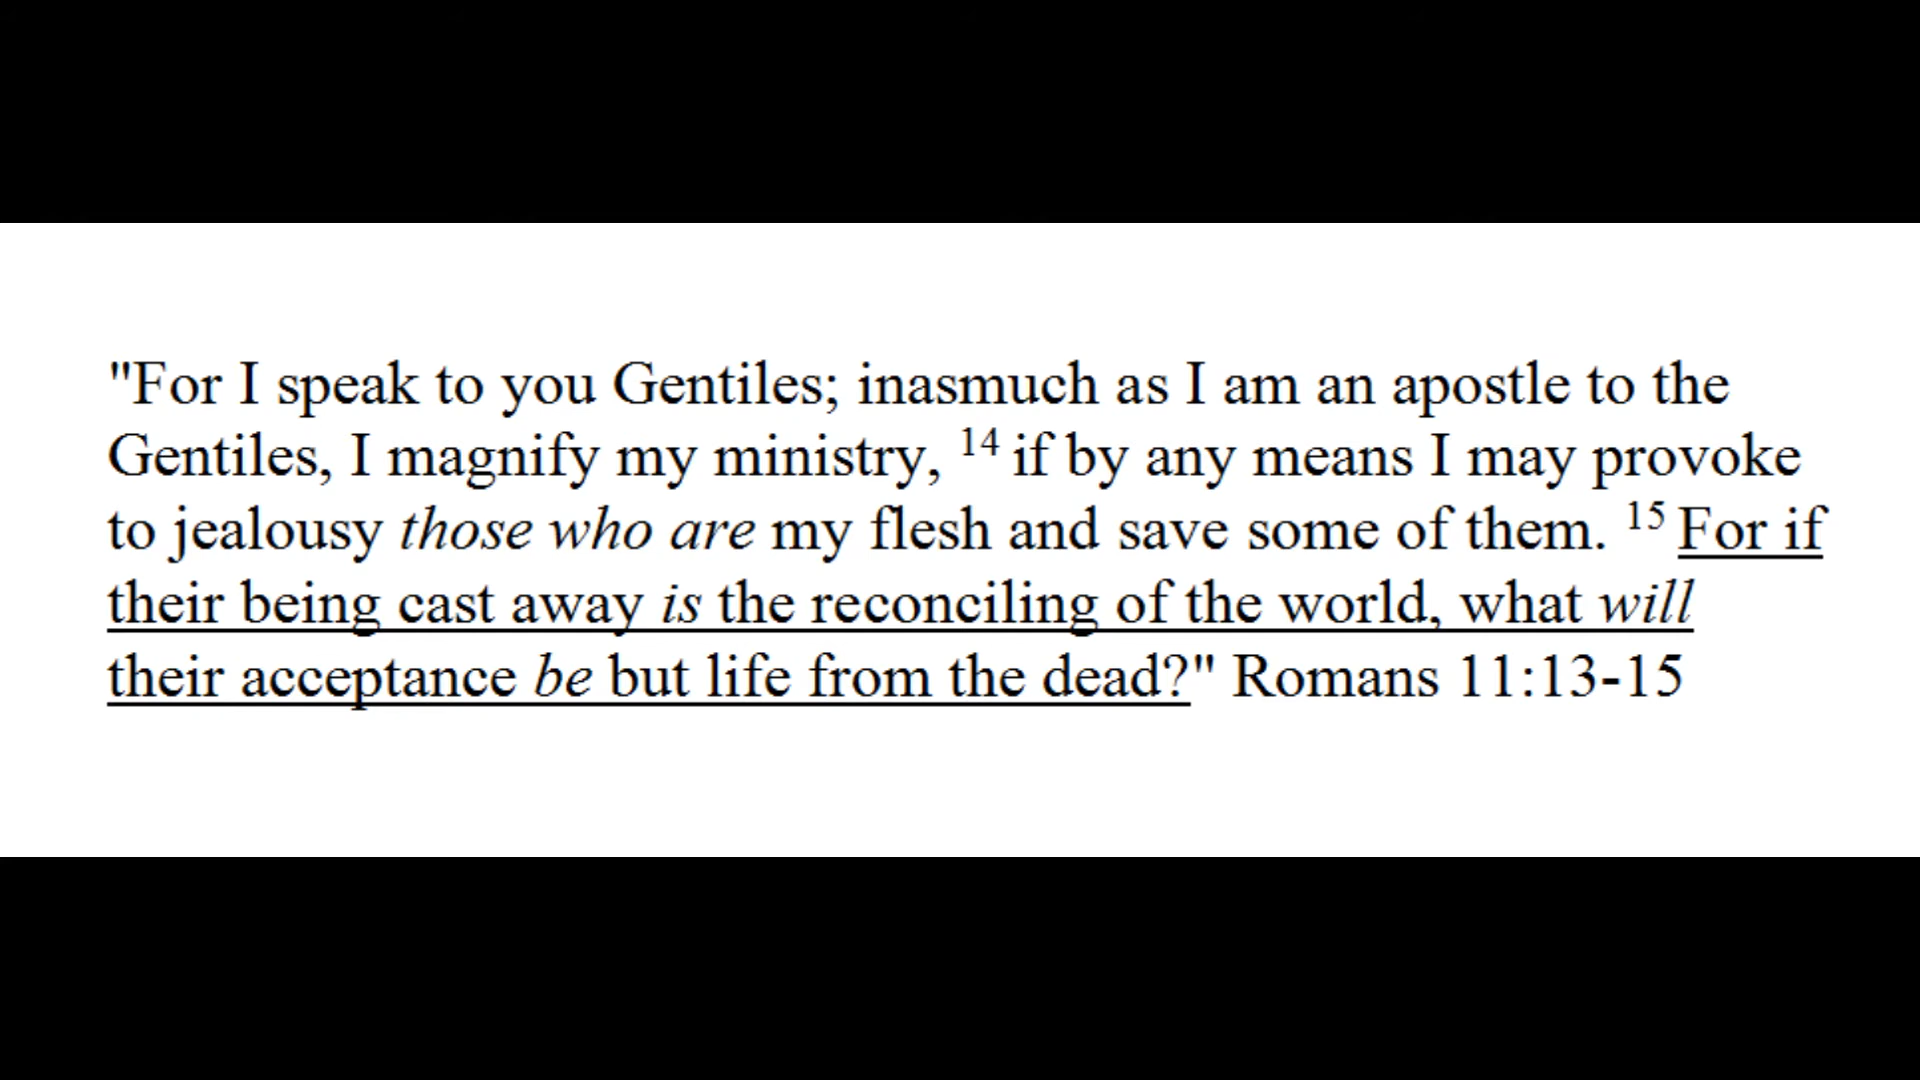 "For I speak to you Gentiles; inasmuch as I am an apostle to the
Gentiles, I magnify my ministry, 14 if by any means I may provoke
to jealousy those who are my flesh and save some of them. 15 For if
their being cast away is the reconciling of the world, what will
their acceptance be but life from the dead?" Romans 11:13-15